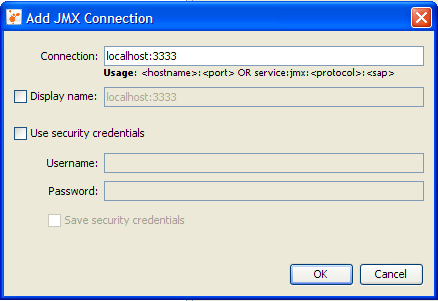 Add JMX Connection
Connection: localhost:3333
Usage: <hostname>:<port> OR service:jmx:<protocol>:<sap>
Display name: localhost:3333
Use security credentials
Username:
Password:
Save security credentials
OK Cancel